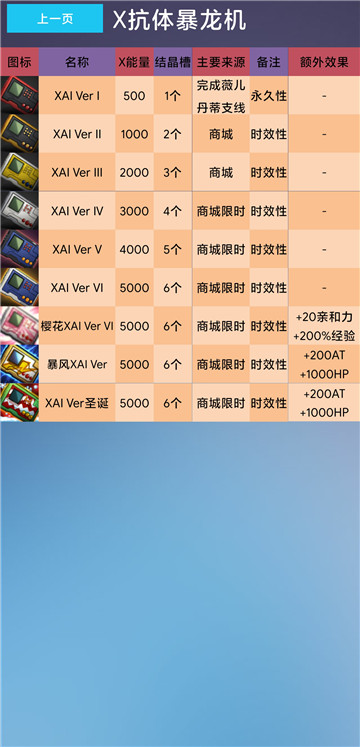 上一页 X抗体暴龙机
图标 名称 X能量 结晶槽 主要来源 备注 额外效果
XAI Ver I 500 1个 完成薇儿 永久性 -
丹蒂支线
XAI Ver II 1000 2个 商城 时效性 -
XAI Ver III 2000 3个 商城 时效性 -
XAI Ver IV 3000 4个 商城限时 时效性 -
XAI Ver V 4000 5个 商城限时 时效性 -
XAI Ver VI 5000 6个 商城限时 时效性 -
樱花XAI Ver VI 5000 6个 商城限时 时效性 +20亲和力
+200%经验
暴风XAI Ver 5000 6个 商城限时 时效性 +200AT
+1000HP
XAI Ver圣诞 5000 6个 商城限时 时效性 +200AT
+1000HP